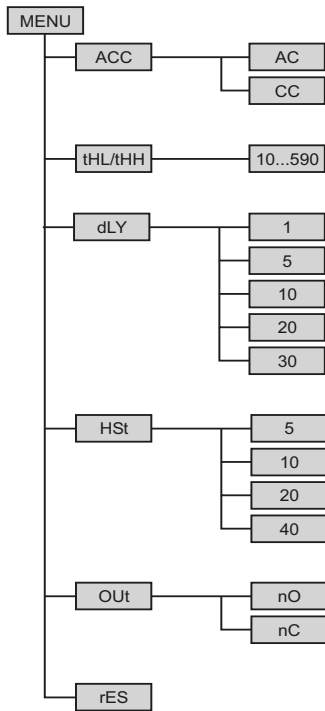 MENU
ACC
AC
CC
tHL/tHH
10...590
dLY
1
5
10
20
30
HSt
5
10
20
40
OUt
nO
nC
rES